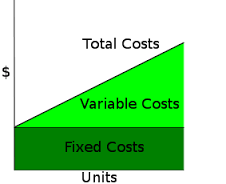 Total Costs
$
Variable Costs
Fixed Costs
Units